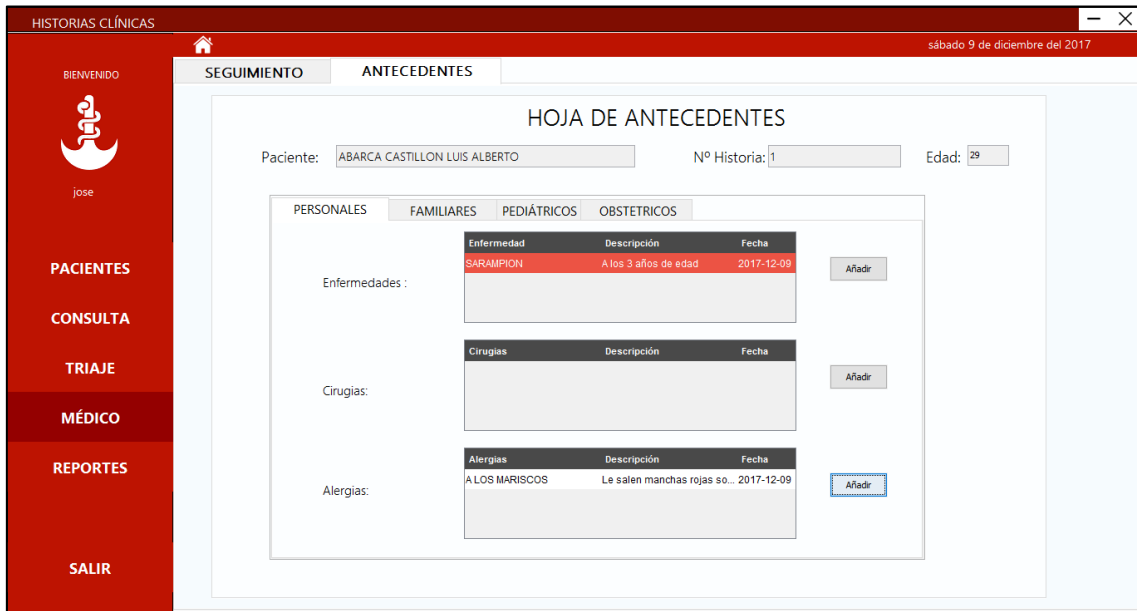 HISTORIAS CLÍNICAS
sábado 9 de diciembre del 2017
BIENVENIDO
jose
PACIENTES
CONSULTA
TRIAJE
MÉDICO
REPORTES
SALIR
SEGUIMIENTO ANTECEDENTES
HOJA DE ANTECEDENTES
Paciente: ABARCA CASTILLON LUIS ALBERTO Nº Historia: 1 Edad: 29
PERSONALES FAMILIARES PEDIÁTRICOS OBSTETRICOS
Enfermedades :
Enfermedad Descripción Fecha
SARAMPION A los 3 años de edad 2017-12-09
Añadir
Cirugias:
Cirugias Descripción Fecha
Añadir
Alergias:
Alergias Descripción Fecha
A LOS MARISCOS Le salen manchas rojas so... 2017-12-09
Añadir